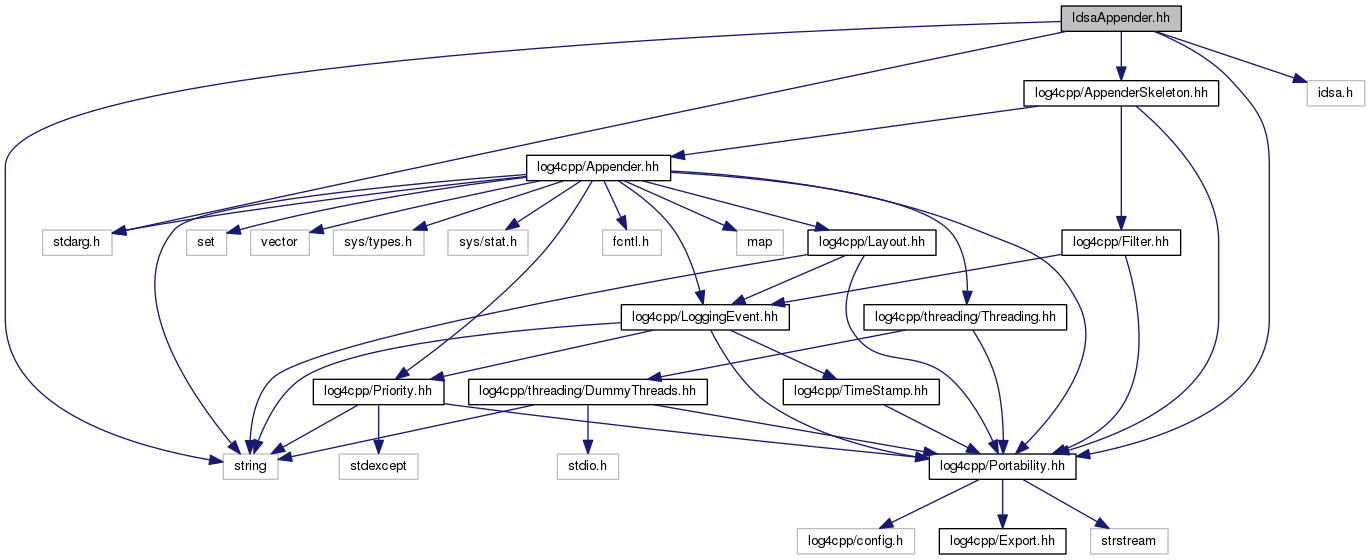 IdsaAppender.hh
log4cpp/AppenderSkeleton.hh
idsa.h
log4cpp/Appender.hh
stdarg.h
set
vector
sys/types.h
sys/stat.h
fcntl.h
map
log4cpp/Layout.hh
log4cpp/Filter.hh
log4cpp/LoggingEvent.hh
log4cpp/threading/Threading.hh
log4cpp/Priority.hh
log4cpp/threading/DummyThreads.hh
log4cpp/TimeStamp.hh
string
stdexcept
stdio.h
log4cpp/Portability.hh
log4cpp/config.h
log4cpp/Export.hh
strstream